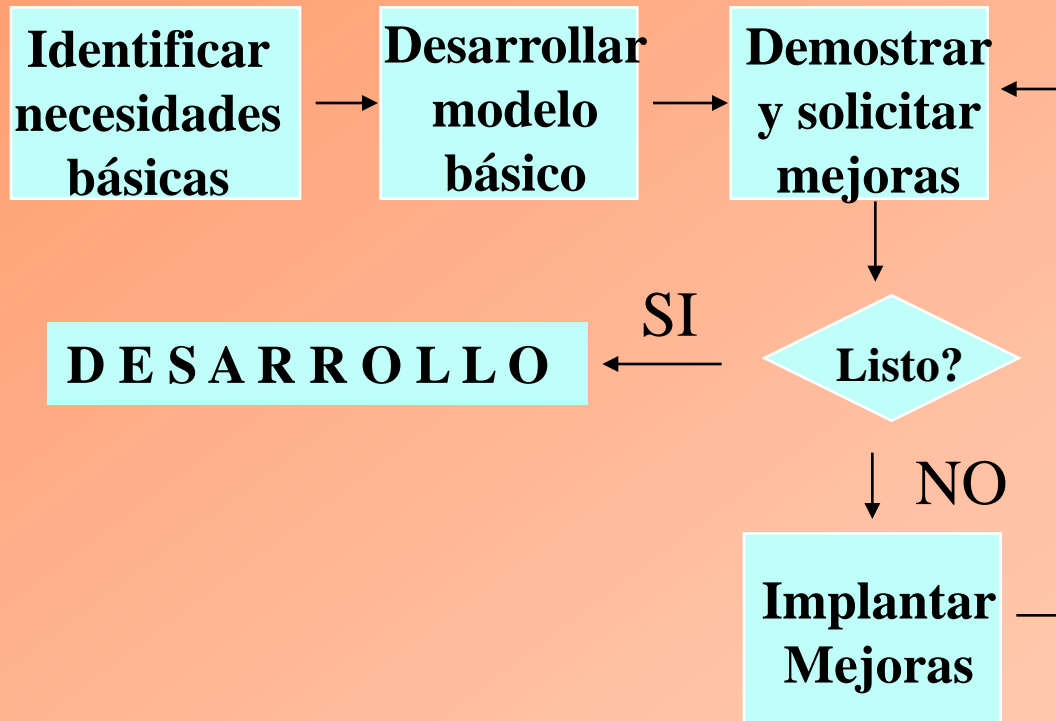 Identificar
necesidades
básicas
Desarrollar
modelo
básico
Demostrar
y solicitar
mejoras
SI
D E S A R R O L L O
Listo?
NO
Implantar
Mejoras